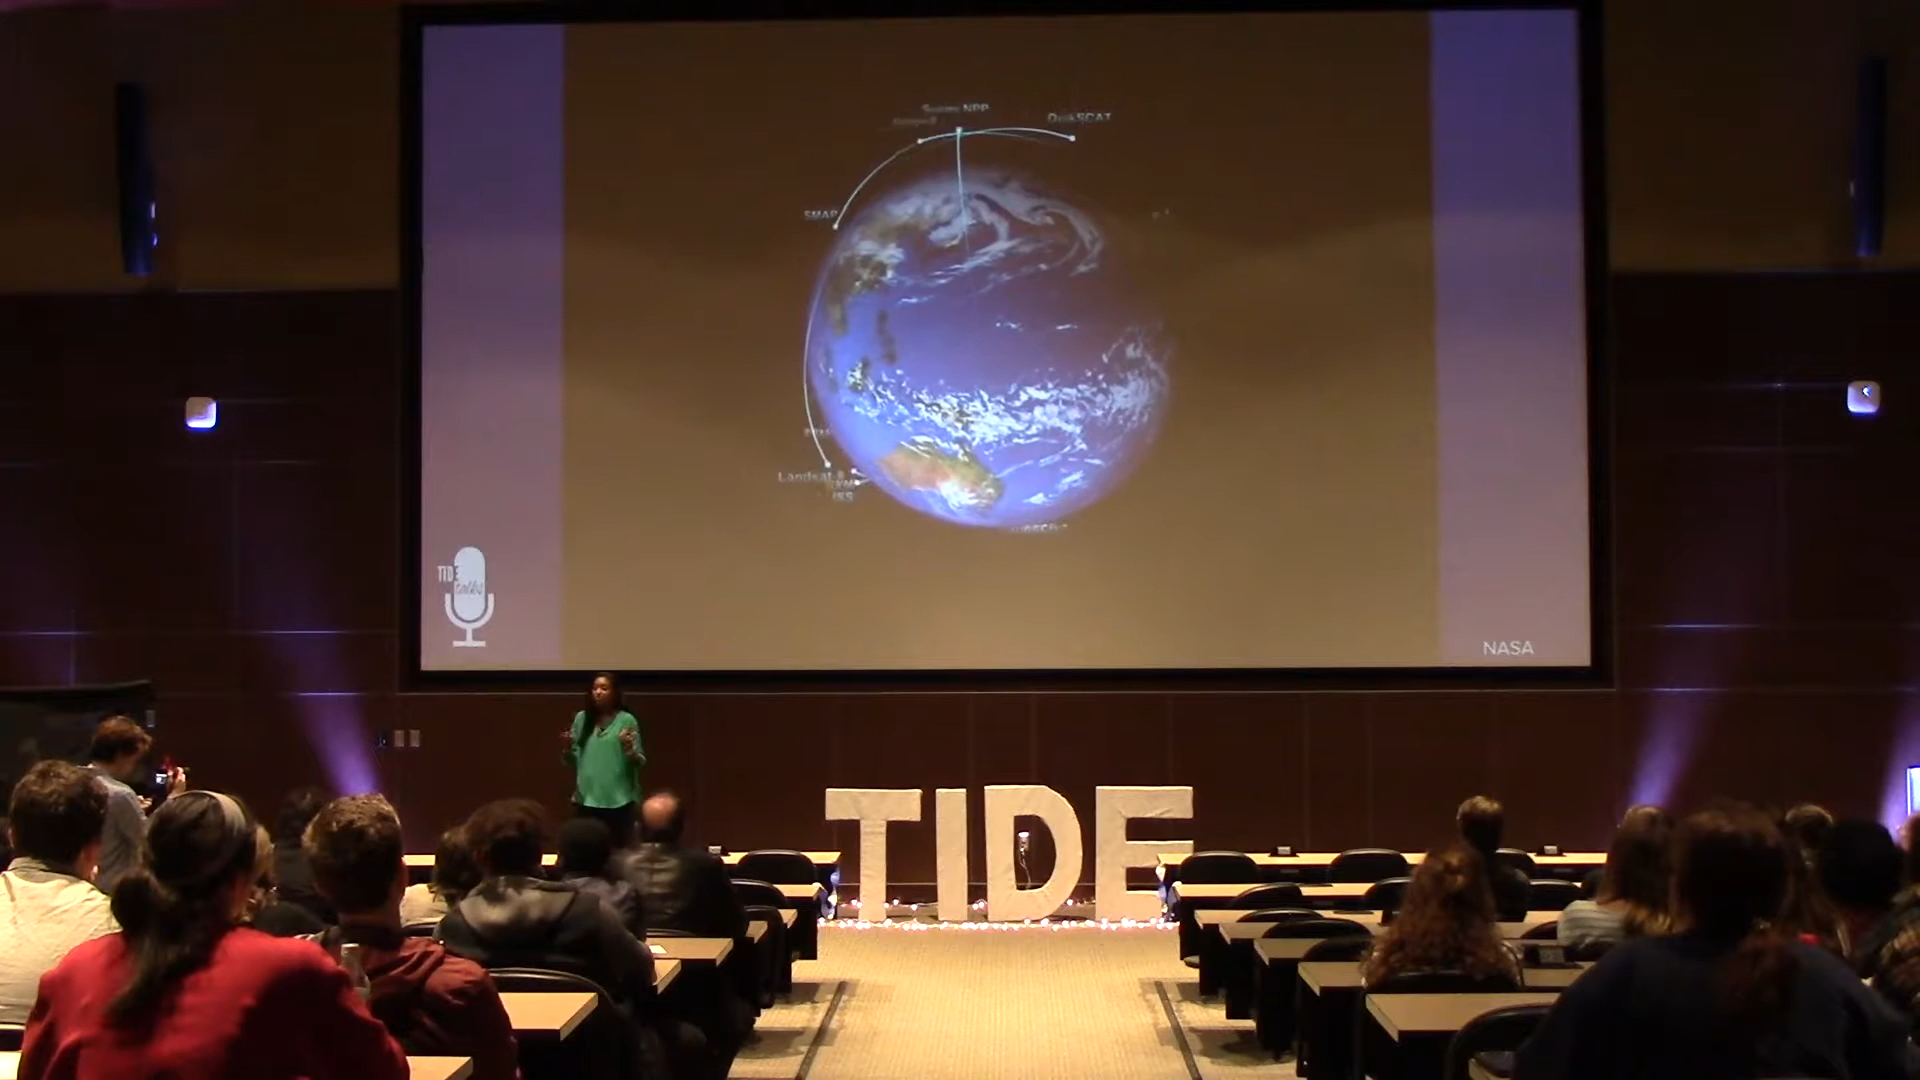 Suomi NPP
QuikSCAT
SMAP
Landsat 8
ISS
TIDE
talks
NASA
TIDE